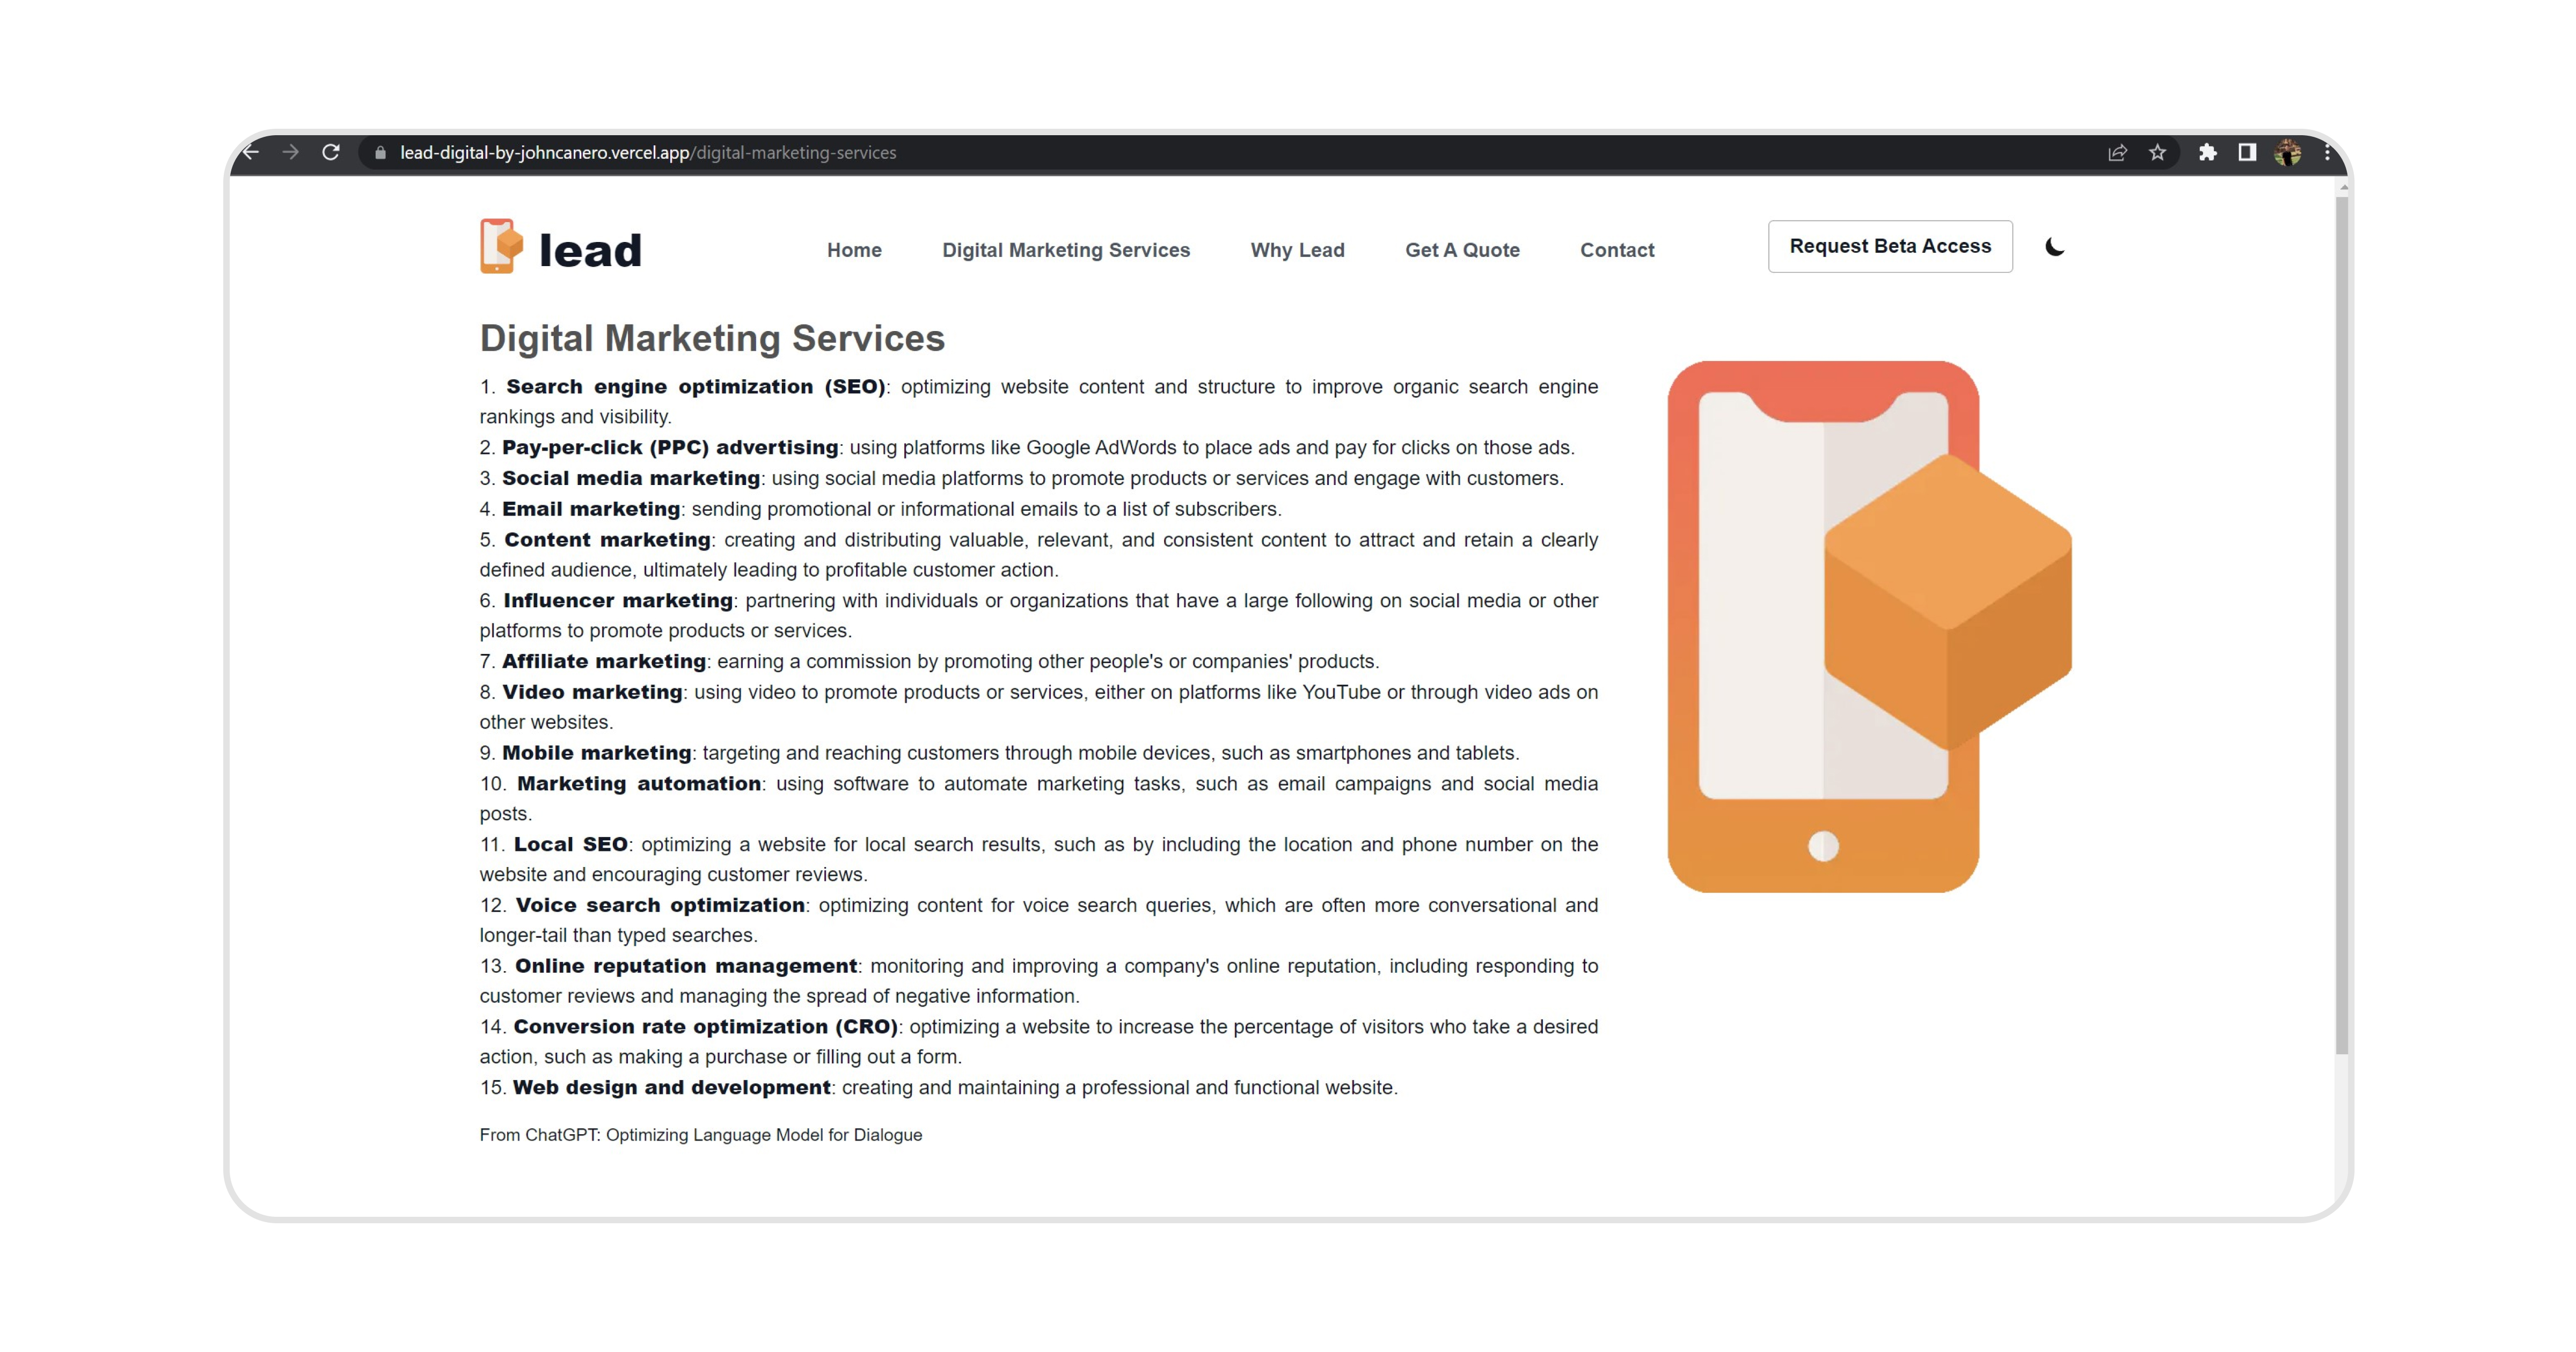 lead-digital-by-johncanero.vercel.app/digital-marketing-services
lead
Home
Digital Marketing Services
Why Lead
Get A Quote
Contact
Request Beta Access
Digital Marketing Services
1. Search engine optimization (SEO): optimizing website content and structure to improve organic search engine
rankings and visibility.
2. Pay-per-click (PPC) advertising: using platforms like Google AdWords to place ads and pay for clicks on those ads.
3. Social media marketing: using social media platforms to promote products or services and engage with customers.
4. Email marketing: sending promotional or informational emails to a list of subscribers.
5. Content marketing: creating and distributing valuable, relevant, and consistent content to attract and retain a clearly
defined audience, ultimately leading to profitable customer action.
6. Influencer marketing: partnering with individuals or organizations that have a large following on social media or other
platforms to promote products or services.
7. Affiliate marketing: earning a commission by promoting other people's or companies' products.
8. Video marketing: using video to promote products or services, either on platforms like YouTube or through video ads on
other websites.
9. Mobile marketing: targeting and reaching customers through mobile devices, such as smartphones and tablets.
10. Marketing automation: using software to automate marketing tasks, such as email campaigns and social media
posts.
11. Local SEO: optimizing a website for local search results, such as by including the location and phone number on the
website and encouraging customer reviews.
12. Voice search optimization: optimizing content for voice search queries, which are often more conversational and
longer-tail than typed searches.
13. Online reputation management: monitoring and improving a company's online reputation, including responding to
customer reviews and managing the spread of negative information.
14. Conversion rate optimization (CRO): optimizing a website to increase the percentage of visitors who take a desired
action, such as making a purchase or filling out a form.
15. Web design and development: creating and maintaining a professional and functional website.
From ChatGPT: Optimizing Language Model for Dialogue